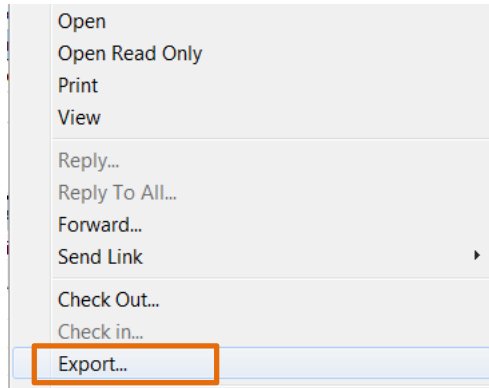 Open
Open Read Only
Print
View
Reply...
Reply To All...
Forward...
Send Link
Check Out...
Check in...
Export...